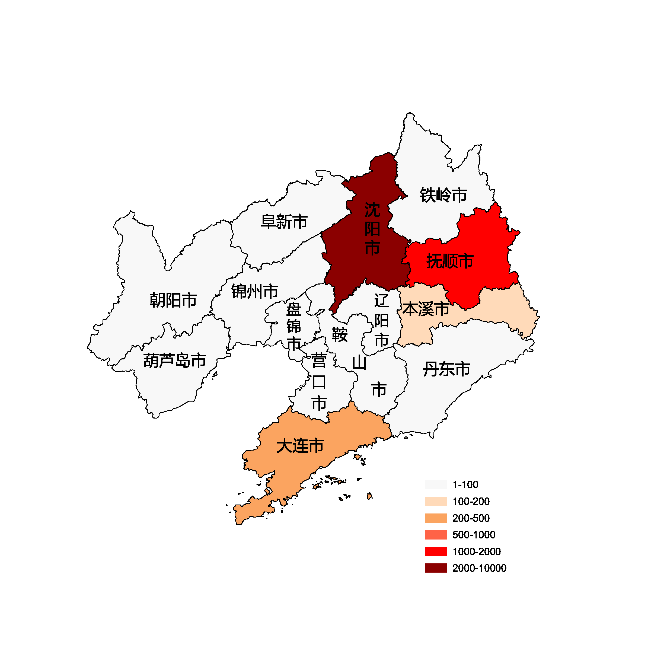 铁岭市
沈阳市
阜新市
抚顺市
朝阳市
锦州市
盘锦市
辽阳市
本溪市
鞍山市
葫芦岛市
营口市
丹东市
大连市
1-100
100-200
200-500
500-1000
1000-2000
2000-10000